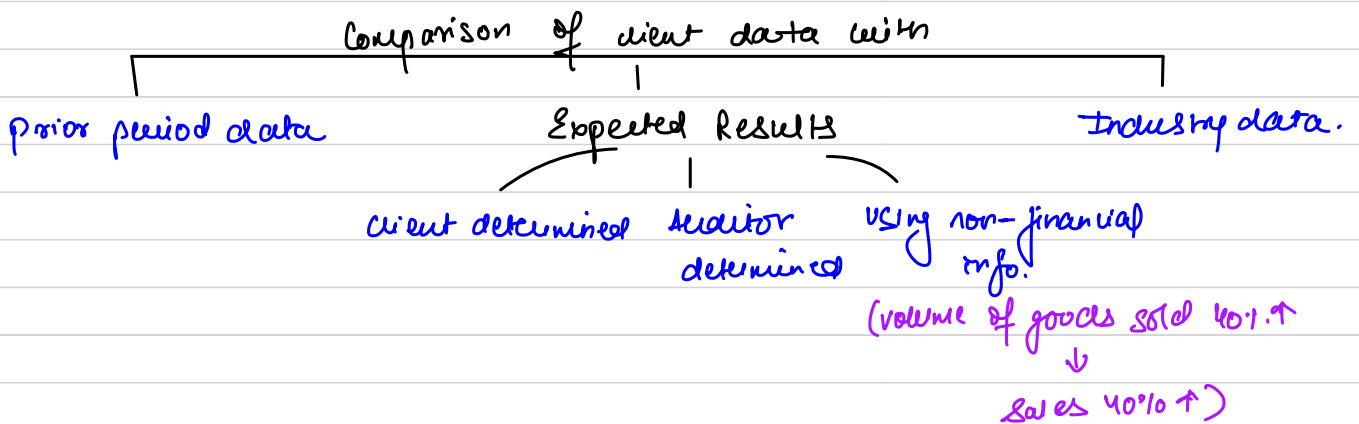 Comparison of client data with
Prior period data Expected Results Industry data.
client determined Auditor using non-financial
determined info.
(volume of goods sold 40%.↑
↓
sales 40% ↑)